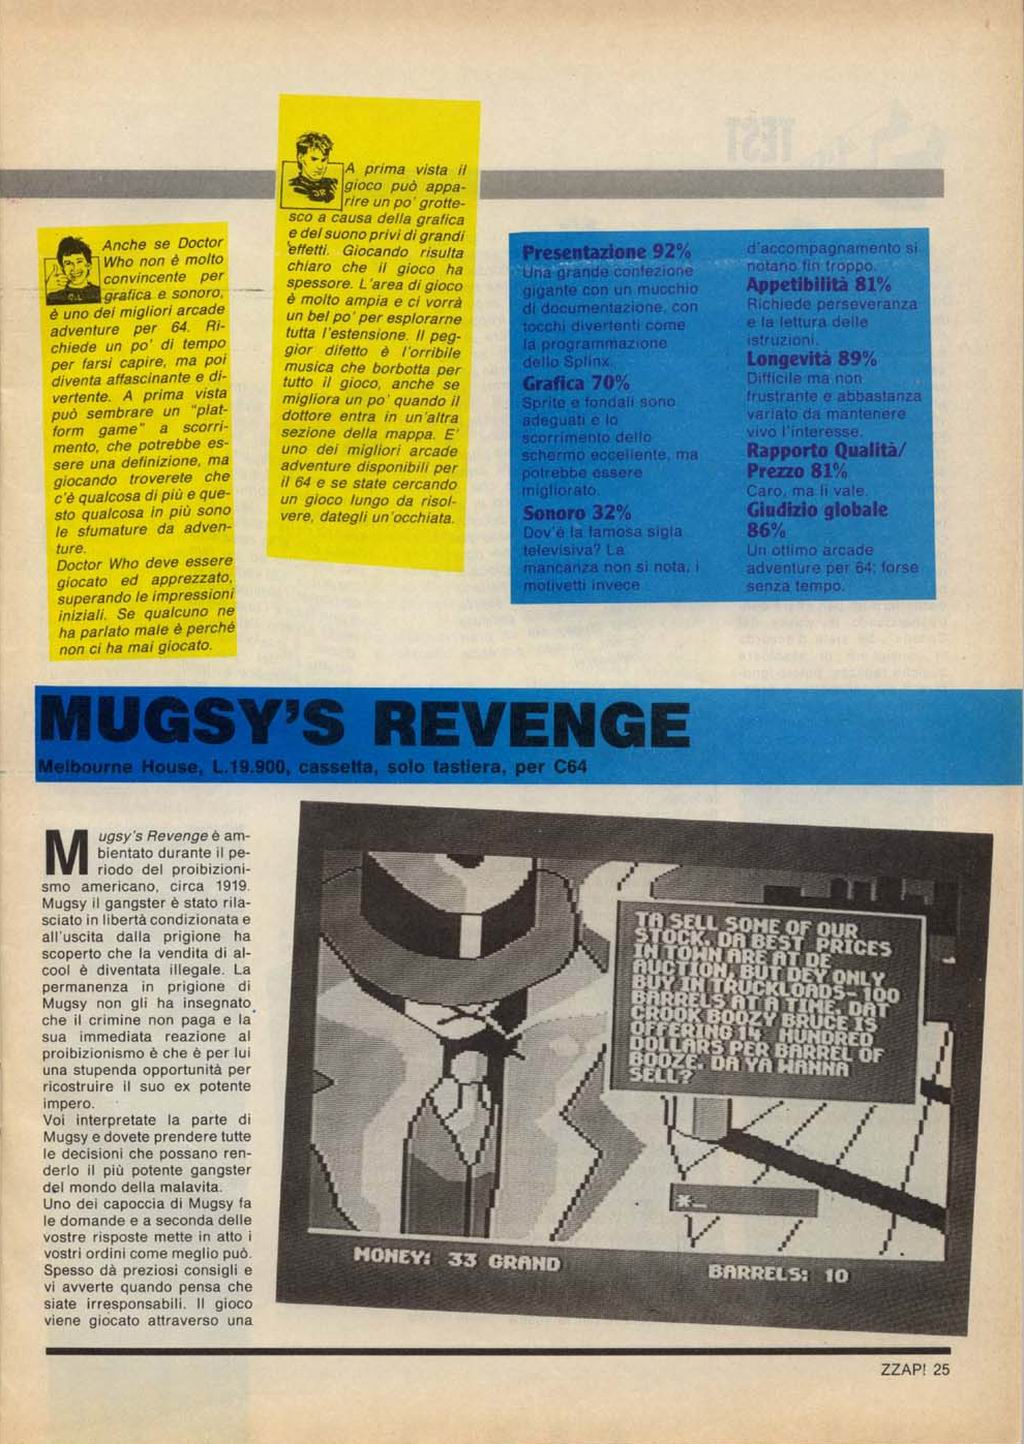 Anche se Doctor
Who non è molto
convincente per
grafica e sonoro,
è uno dei migliori arcade
adventure per 64. Ri-
chiede un po' di tempo
per farsi capire, ma poi
diventa affascinante e di-
vertente. A prima vista
può sembrare un "plat-
form game" a scorri-
mento, che potrebbe es-
sere una definizione, ma
giocando troverete che
c'è qualcosa di più e que-
sto qualcosa in più sono
le sfumature da adven-
ture.
Doctor Who deve essere
giocato ed apprezzato,
superando le impressioni
iniziali. Se qualcuno ne
ha parlato male è perché
non ci ha mai giocato.
A prima vista il
gioco può appa-
rire un po' grotte-
sco a causa della grafica
e del suono privi di grandi
effetti. Giocando risulta
chiaro che il gioco ha
spessore. L'area di gioco
è molto ampia e ci vorrà
un bel po' per esplorarne
tutta l'estensione. Il peg-
gior difetto è l'orribile
musica che borbotta per
tutto il gioco, anche se
migliora un po' quando il
dottore entra in un'altra
sezione della mappa. E'
uno dei migliori arcade
adventure disponibili per
il 64 e se state cercando
un gioco lungo da risol-
vere, dategli un'occhiata.
Presentazione 92%
Una grande confezione
gigante con un mucchio
di documentazione, con
tocchi divertenti come
la programmazione
dello Splinx.
Grafica 70%
Sprite e fondali sono
adeguati e lo
scorrimento dello
schermo eccellente, ma
potrebbe essere
migliorato.
Sonoro 32%
Dov'è la famosa sigla
televisiva? La
mancanza non si nota, i
motivetti invece
d'accompagnamento si
notano fin troppo.
Appetibilità 81%
Richiede perseveranza
e la lettura delle
istruzioni.
Longevità 89%
Difficile ma non
frustrante e abbastanza
variato da mantenere
vivo l'interesse.
Rapporto Qualità/
Prezzo 81%
Caro, ma li vale.
Giudizio globale
86%
Un ottimo arcade
adventure per 64; forse
senza tempo.
MUGSY'S REVENGE
Melbourne House, L.19.900, cassetta, solo tastiera, per C64
Mugsy's Revenge è am-
bientato durante il pe-
riodo del proibizioni-
smo americano, circa 1919.
Mugsy il gangster è stato rila-
sciato in libertà condizionata e
all'uscita dalla prigione ha
scoperto che la vendita di al-
cool è diventata illegale. La
permanenza in prigione di
Mugsy non gli ha insegnato
che il crimine non paga e la
sua immediata reazione al
proibizionismo è che è per lui
una stupenda opportunità per
ricostruire il suo ex potente
impero.
Voi interpretate la parte di
Mugsy e dovete prendere tutte
le decisioni che possano ren-
derlo il più potente gangster
del mondo della malavita.
Uno dei capoccia di Mugsy fa
le domande e a seconda delle
vostre risposte mette in atto i
vostri ordini come meglio può.
Spesso dà preziosi consigli e
vi avverte quando pensa che
siate irresponsabili. Il gioco
viene giocato attraverso una
TA SELL SOME OF OUR
STOCK, DA BEST PRICES
IN TOWN ARE AT DE
AUCTION, BUT DEY ONLY
BUY IN TRUCKLOADS- 100
BARRELS AT A TIME. DAT
CROOK BOOZY BRUCE IS
OFFERING 14 HUNDRED
DOLLARS PER BARREL OF
BOOZE. DA YA WANNA
SELL?
*_
MONEY: 33 GRAND
BARRELS: 10
ZZAP! 25